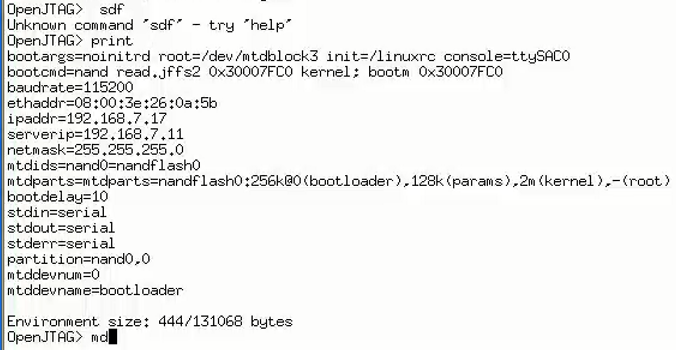 OpenJTAG>  sdf
Unknown command 'sdf' - try 'help'
OpenJTAG> print
bootargs=noinitrd root=/dev/mtdblock3 init=/linuxrc console=ttySAC0
bootcmd=nand read.jffs2 0x30007FC0 kernel; bootm 0x30007FC0
baudrate=115200
ethaddr=08:00:3e:26:0a:5b
ipaddr=192.168.7.17
serverip=192.168.7.11
netmask=255.255.255.0
mtdids=nand0=nandflash0
mtdparts=mtdparts=nandflash0:256k@0(bootloader),128k(params),2m(kernel),-(root)
bootdelay=10
stdin=serial
stdout=serial
stderr=serial
partition=nand0,0
mtddevnum=0
mtddevname=bootloader
Environment size: 444/131068 bytes
OpenJTAG> md